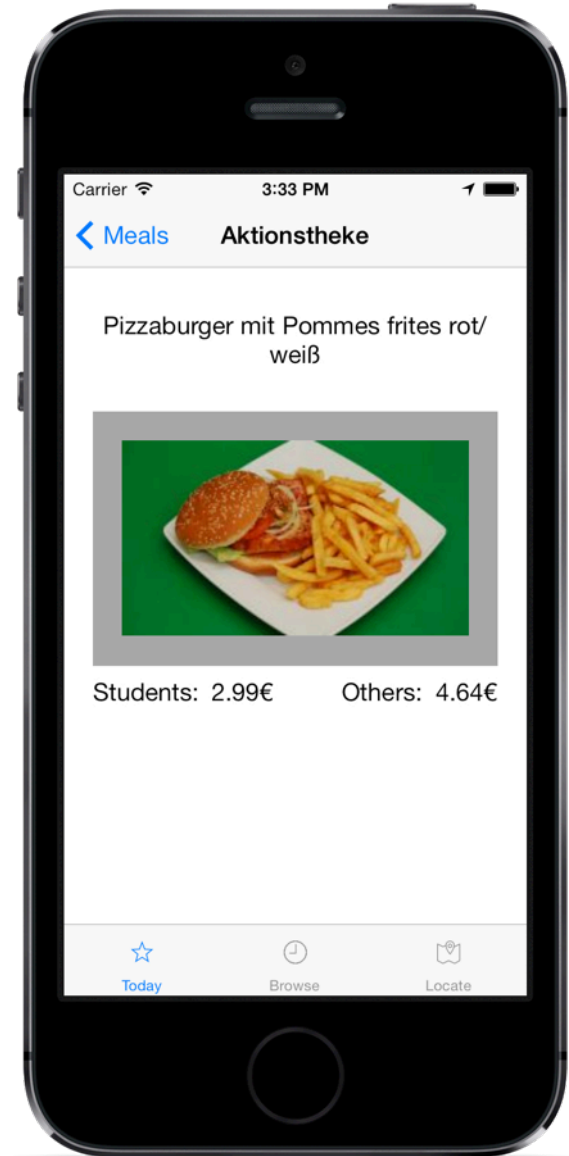 Carrier 3:33 PM
Meals Aktionstheke
Pizzaburger mit Pommes frites rot/
weiß
Students: 2.99€ Others: 4.64€
Today Browse Locate